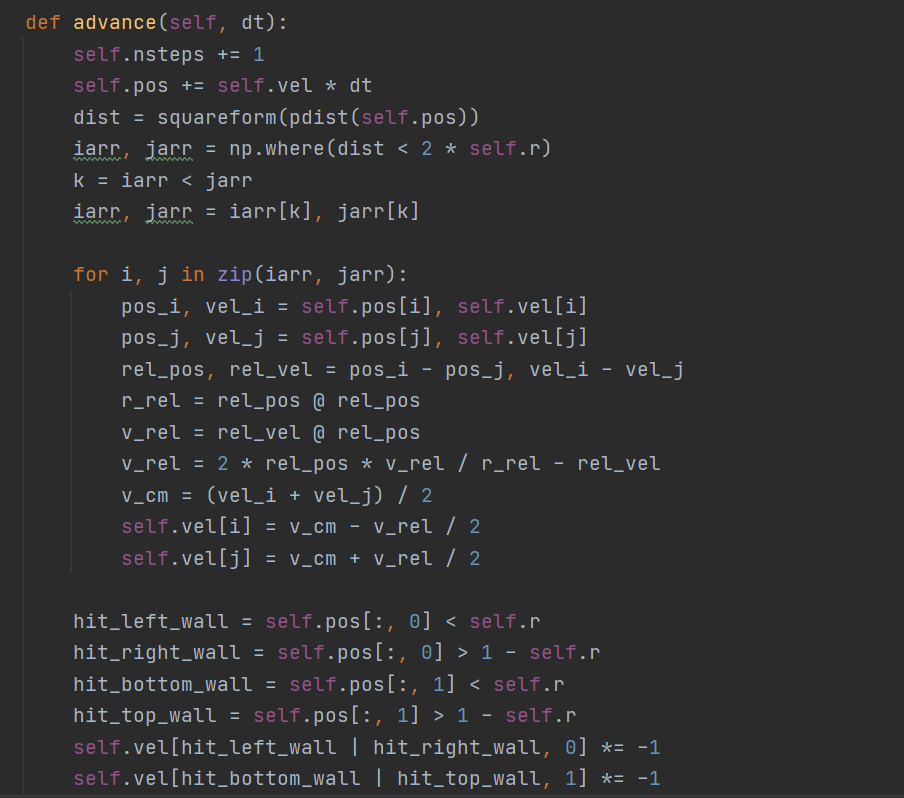 def advance(self, dt):
    self.nsteps += 1
    self.pos += self.vel * dt
    dist = squareform(pdist(self.pos))
    iarr, jarr = np.where(dist < 2 * self.r)
    k = iarr < jarr
    iarr, jarr = iarr[k], jarr[k]

    for i, j in zip(iarr, jarr):
        pos_i, vel_i = self.pos[i], self.vel[i]
        pos_j, vel_j = self.pos[j], self.vel[j]
        rel_pos, rel_vel = pos_i - pos_j, vel_i - vel_j
        r_rel = rel_pos @ rel_pos
        v_rel = rel_vel @ rel_pos
        v_rel = 2 * rel_pos * v_rel / r_rel - rel_vel
        v_cm = (vel_i + vel_j) / 2
        self.vel[i] = v_cm - v_rel / 2
        self.vel[j] = v_cm + v_rel / 2

    hit_left_wall = self.pos[:, 0] < self.r
    hit_right_wall = self.pos[:, 0] > 1 - self.r
    hit_bottom_wall = self.pos[:, 1] < self.r
    hit_top_wall = self.pos[:, 1] > 1 - self.r
    self.vel[hit_left_wall | hit_right_wall, 0] *= -1
    self.vel[hit_bottom_wall | hit_top_wall, 1] *= -1